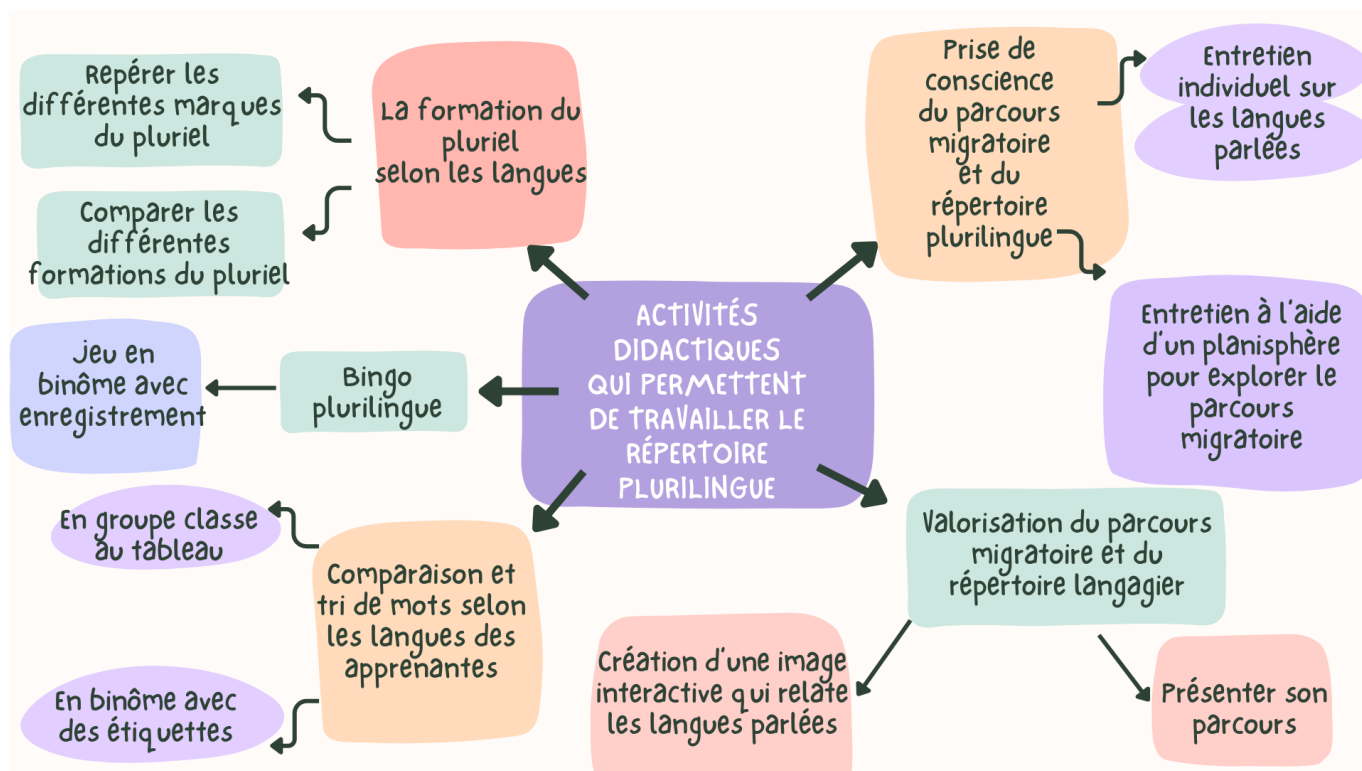 Repérer les
différentes marques
du pluriel
La formation du
pluriel
selon les langues
Comparer les
différentes
formations du pluriel
Prise de
conscience
du parcours
migratoire
et du
répertoire
plurilingue
Entretien
individuel sur
les langues
parlées
Entretien à l'aide
d'un planisphère
pour explorer le
parcours
migratoire
ACTIVITÉS
DIDACTIQUES
QUI PERMETTENT
DE TRAVAILLER LE
RÉPERTOIRE
PLURILINGUE
Bingo
plurilingue
Jeu en
binôme avec
enregistrement
En groupe classe
au tableau
Comparaison et
tri de mots selon
les langues des
apprenantes
En binôme avec
des étiquettes
Valorisation du parcours
migratoire et du
répertoire langagier
Création d'une image
interactive qui relate
les langues parlées
Présenter son
parcours